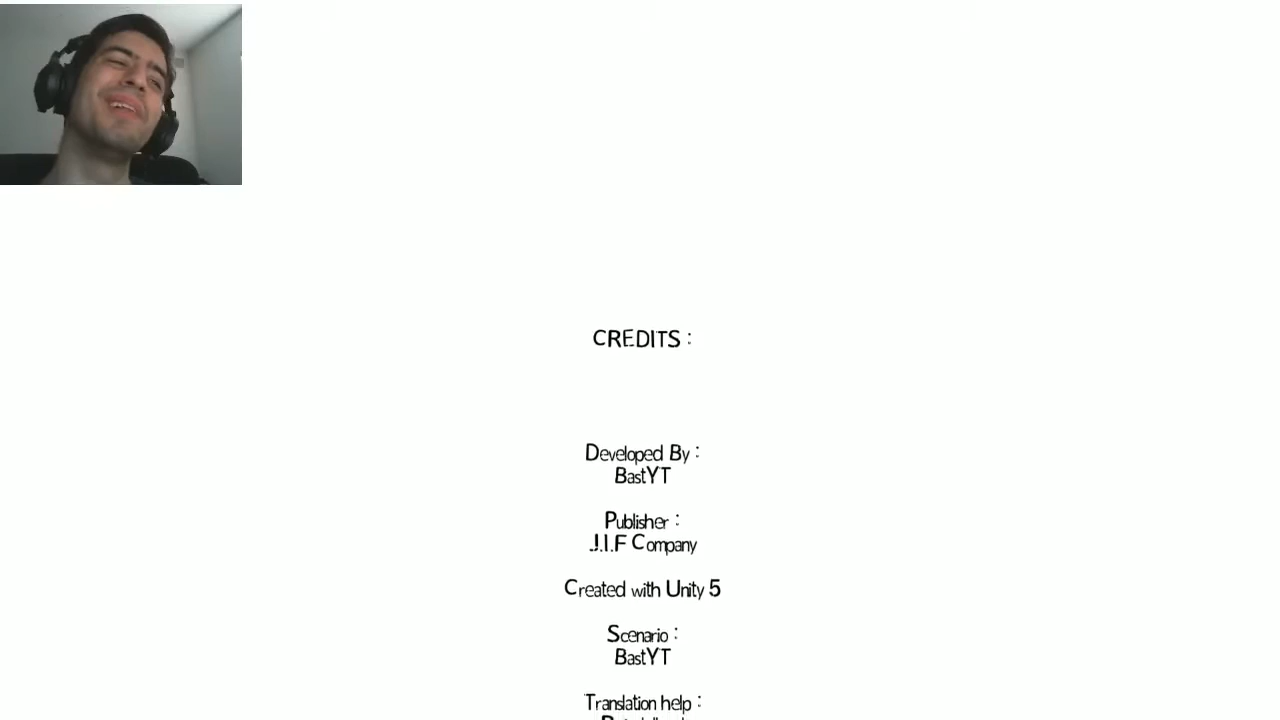 CREDITS :
Developed By :
BastYT
Publisher :
J.I.F Company
Created with Unity 5
Scenario :
BastYT
Translation help :